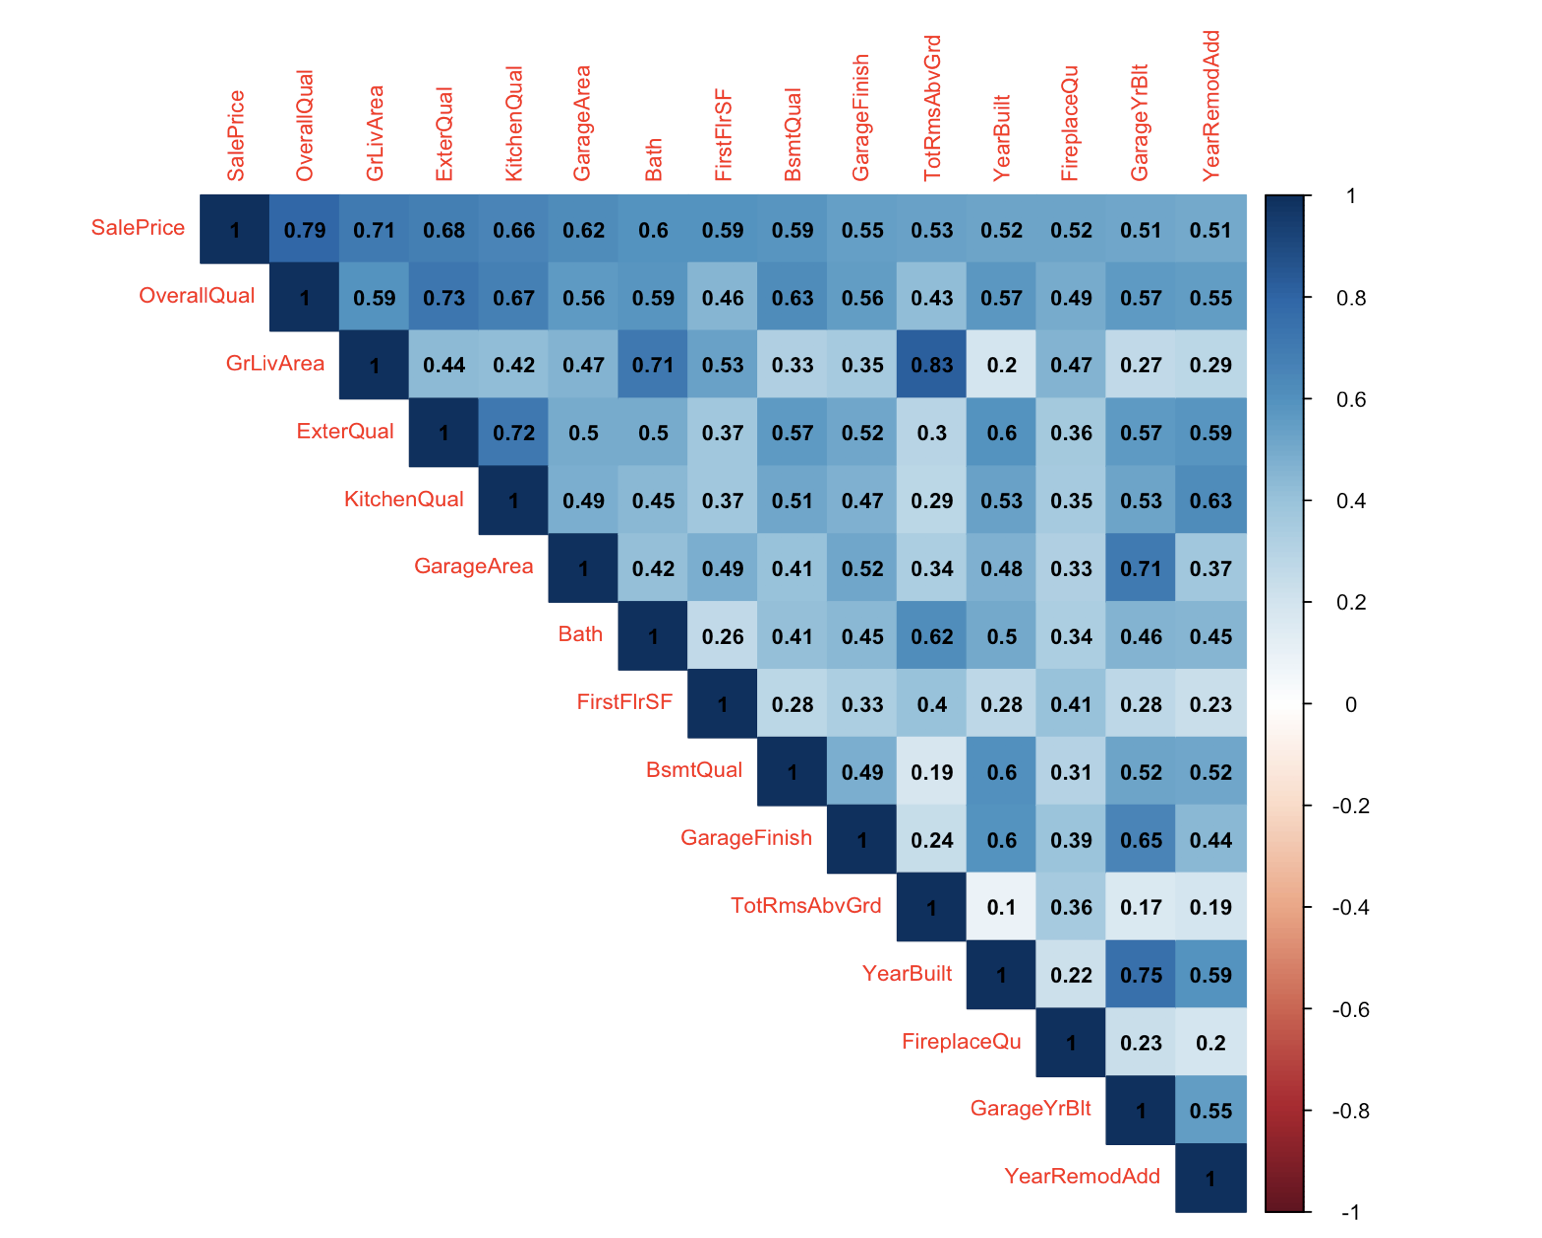 SalePrice OverallQual GrLivArea ExterQual KitchenQual GarageArea Bath FirstFlrSF BsmtQual GarageFinish TotRmsAbvGrd YearBuilt FireplaceQu GarageYrBlt YearRemodAdd
SalePrice 1 0.79 0.71 0.68 0.66 0.62 0.6 0.59 0.59 0.55 0.53 0.52 0.52 0.51 0.51
OverallQual 1 0.59 0.73 0.67 0.56 0.59 0.46 0.63 0.56 0.43 0.57 0.49 0.57 0.55
GrLivArea 1 0.44 0.42 0.47 0.71 0.53 0.33 0.35 0.83 0.2 0.47 0.27 0.29
ExterQual 1 0.72 0.5 0.5 0.37 0.57 0.52 0.3 0.6 0.36 0.57 0.59
KitchenQual 1 0.49 0.45 0.37 0.51 0.47 0.29 0.53 0.35 0.53 0.63
GarageArea 1 0.42 0.49 0.41 0.52 0.34 0.48 0.33 0.71 0.37
Bath 1 0.26 0.41 0.45 0.62 0.5 0.34 0.46 0.45
FirstFlrSF 1 0.28 0.33 0.4 0.28 0.41 0.28 0.23
BsmtQual 1 0.49 0.19 0.6 0.31 0.52 0.52
GarageFinish 1 0.24 0.6 0.39 0.65 0.44
TotRmsAbvGrd 1 0.1 0.36 0.17 0.19
YearBuilt 1 0.22 0.75 0.59
FireplaceQu 1 0.23 0.2
GarageYrBlt 1 0.55
YearRemodAdd 1
1
0.8
0.6
0.4
0.2
0
-0.2
-0.4
-0.6
-0.8
-1